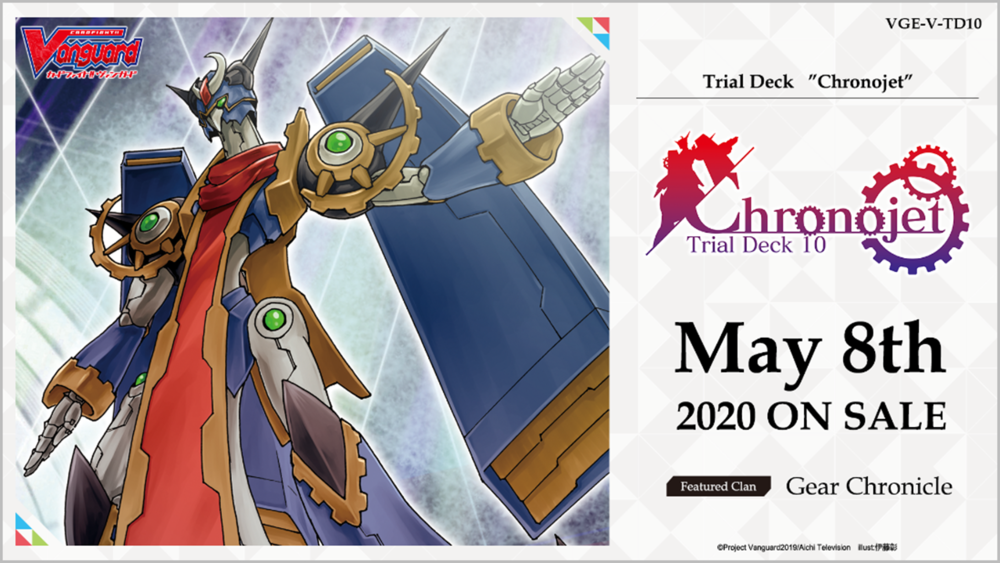 CARDFIGHT!!
Vanguard
カードファイト!! ヴァンガード
VGE-V-TD10
Trial Deck "Chronojet"
Chronojet
Trial Deck 10
May 8th
2020 ON SALE
Featured Clan Gear Chronicle
©Project Vanguard2019/Aichi Television illust:伊藤彰